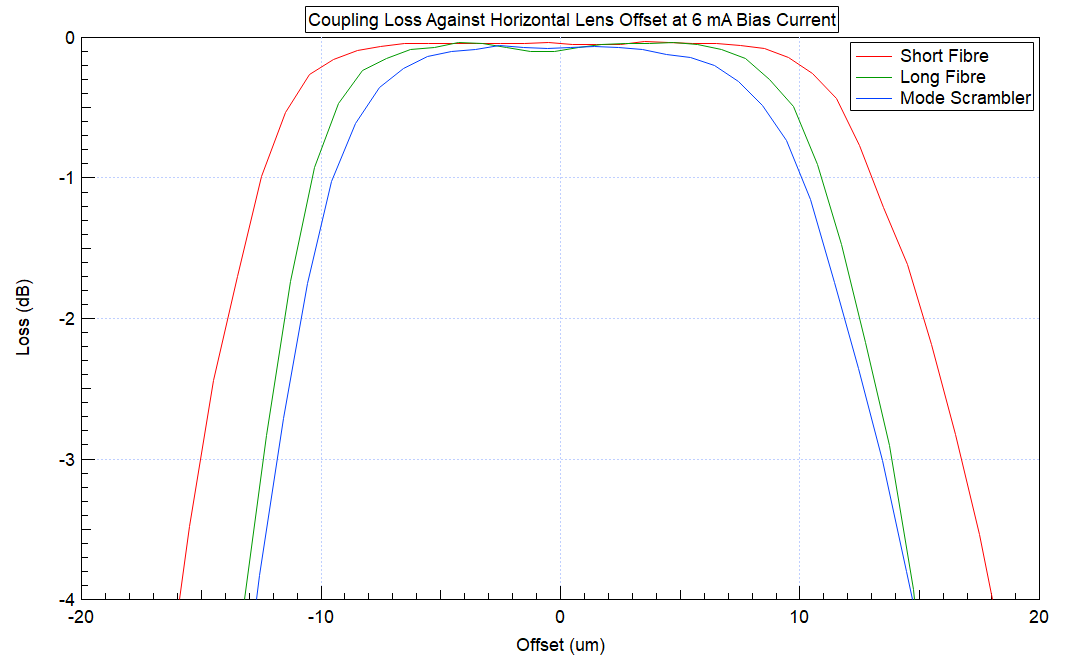 Coupling Loss Against Horizontal Lens Offset at 6 mA Bias Current
Short Fibre
Long Fibre
Mode Scrambler
Loss (dB)
0
-1
-2
-3
-4
-20
-10
0
10
20
Offset (um)